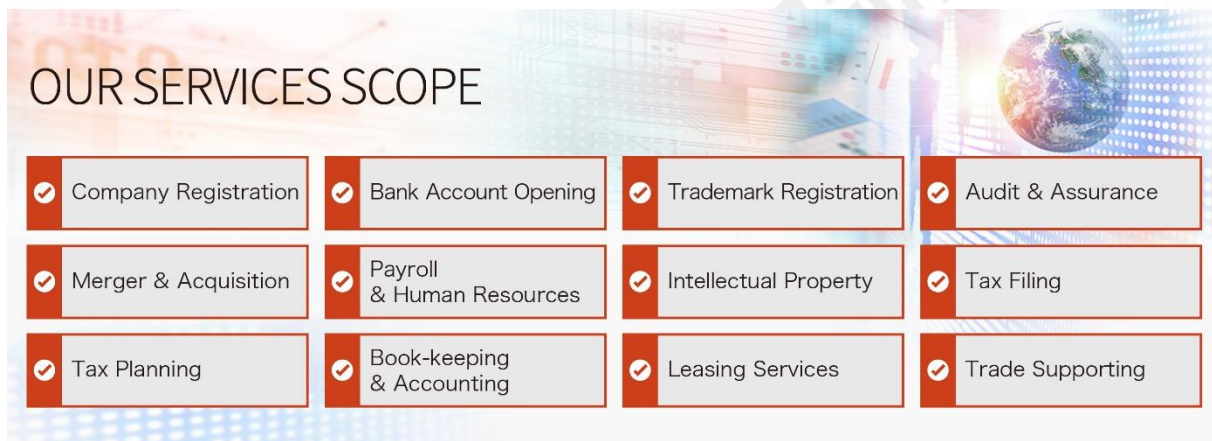 OUR SERVICES SCOPE
Company Registration
Bank Account Opening
Trademark Registration
Audit & Assurance
Merger & Acquisition
Payroll
& Human Resources
Intellectual Property
Tax Filing
Tax Planning
Book-keeping
& Accounting
Leasing Services
Trade Supporting